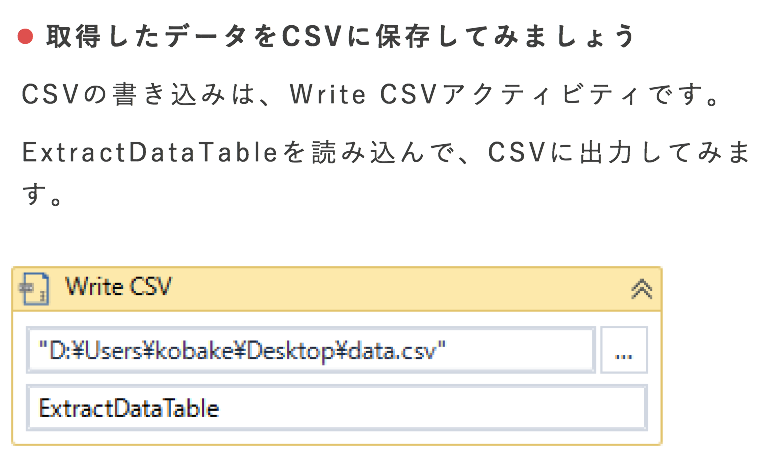 取得したデータをCSVに保存してみましょう
CSVの書き込みは、Write CSVアクティビティです。
ExtractDataTableを読み込んで、CSVに出力してみま
す。
Write CSV
"D:¥Users¥kobake¥Desktop¥data.csv"
...
ExtractDataTable